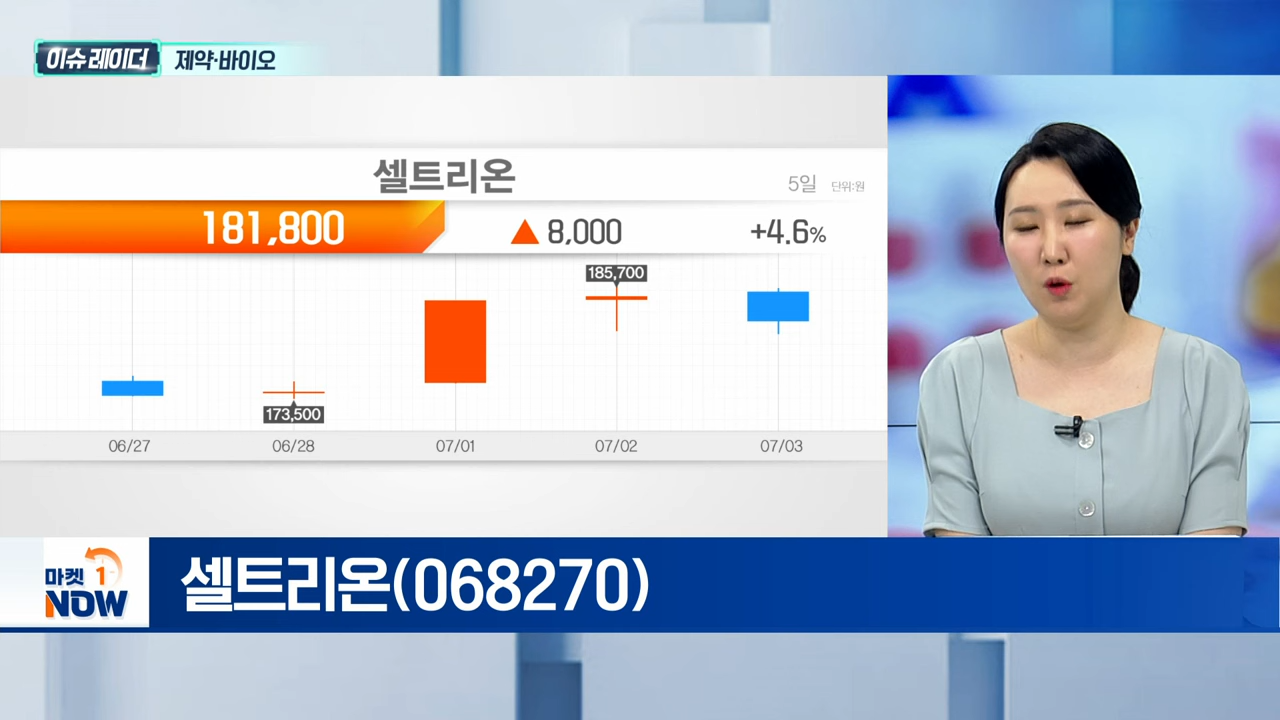 이슈 레이더 제약·바이오
셀트리온
5일 단위:원
181,800 ▲ 8,000 +4.6%
185,700
173,500
06/27 06/28 07/01 07/02 07/03
마켓 1
NOW
셀트리온(068270)